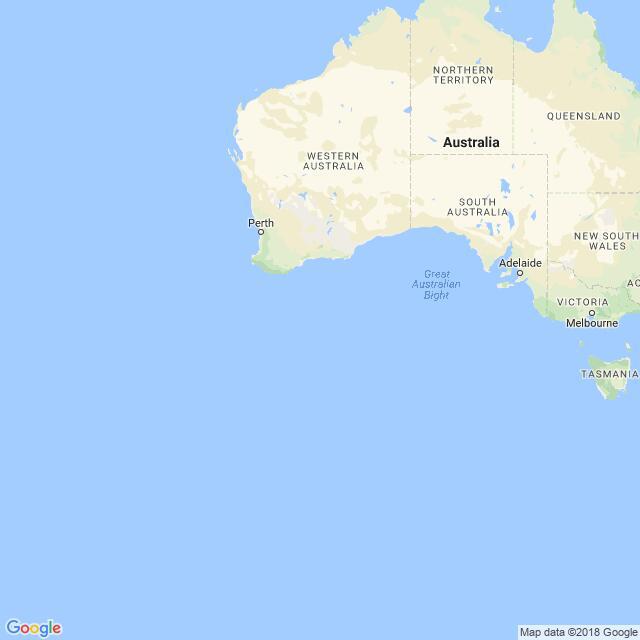 NORTHERN
TERRITORY
QUEENSLAND
Australia
WESTERN
AUSTRALIA
SOUTH
AUSTRALIA
Perth
NEW SOUTH
WALES
Adelaide
Great
Australian
Bight
AC
VICTORIA
Melbourne
TASMANIA
Google
Map data ©2018 Google